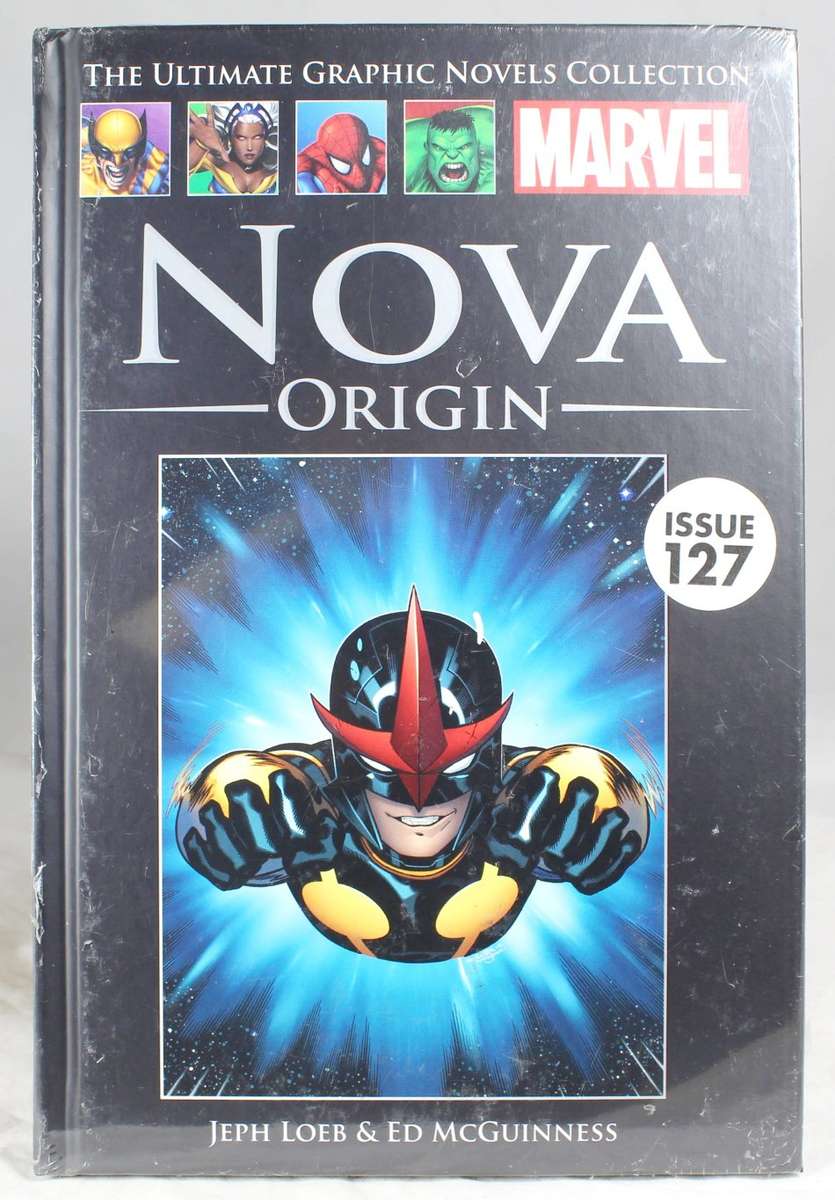 THE ULTIMATE GRAPHIC NOVELS COLLECTION
MARVEL
NOVA
ORIGIN
ISSUE
127
JEPH LOEB & ED MCGUINNESS